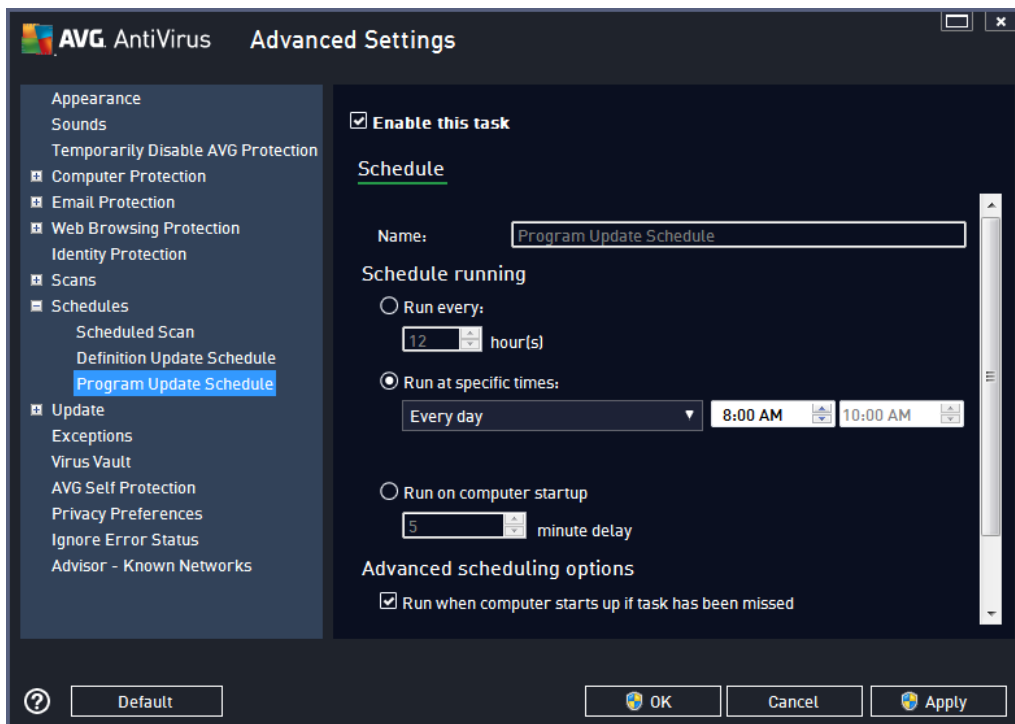 AVG AntiVirus Advanced Settings
Appearance
Sounds
Temporarily Disable AVG Protection
Computer Protection
Email Protection
Web Browsing Protection
Identity Protection
Scans
Schedules
Scheduled Scan
Definition Update Schedule
Program Update Schedule
Update
Exceptions
Virus Vault
AVG Self Protection
Privacy Preferences
Ignore Error Status
Advisor - Known Networks
Enable this task
Schedule
Name: Program Update Schedule
Schedule running
Run every:
12 hour(s)
Run at specific times:
Every day 8:00 AM 10:00 AM
Run on computer startup
5 minute delay
Advanced scheduling options
Run when computer starts up if task has been missed
? Default OK Cancel Apply